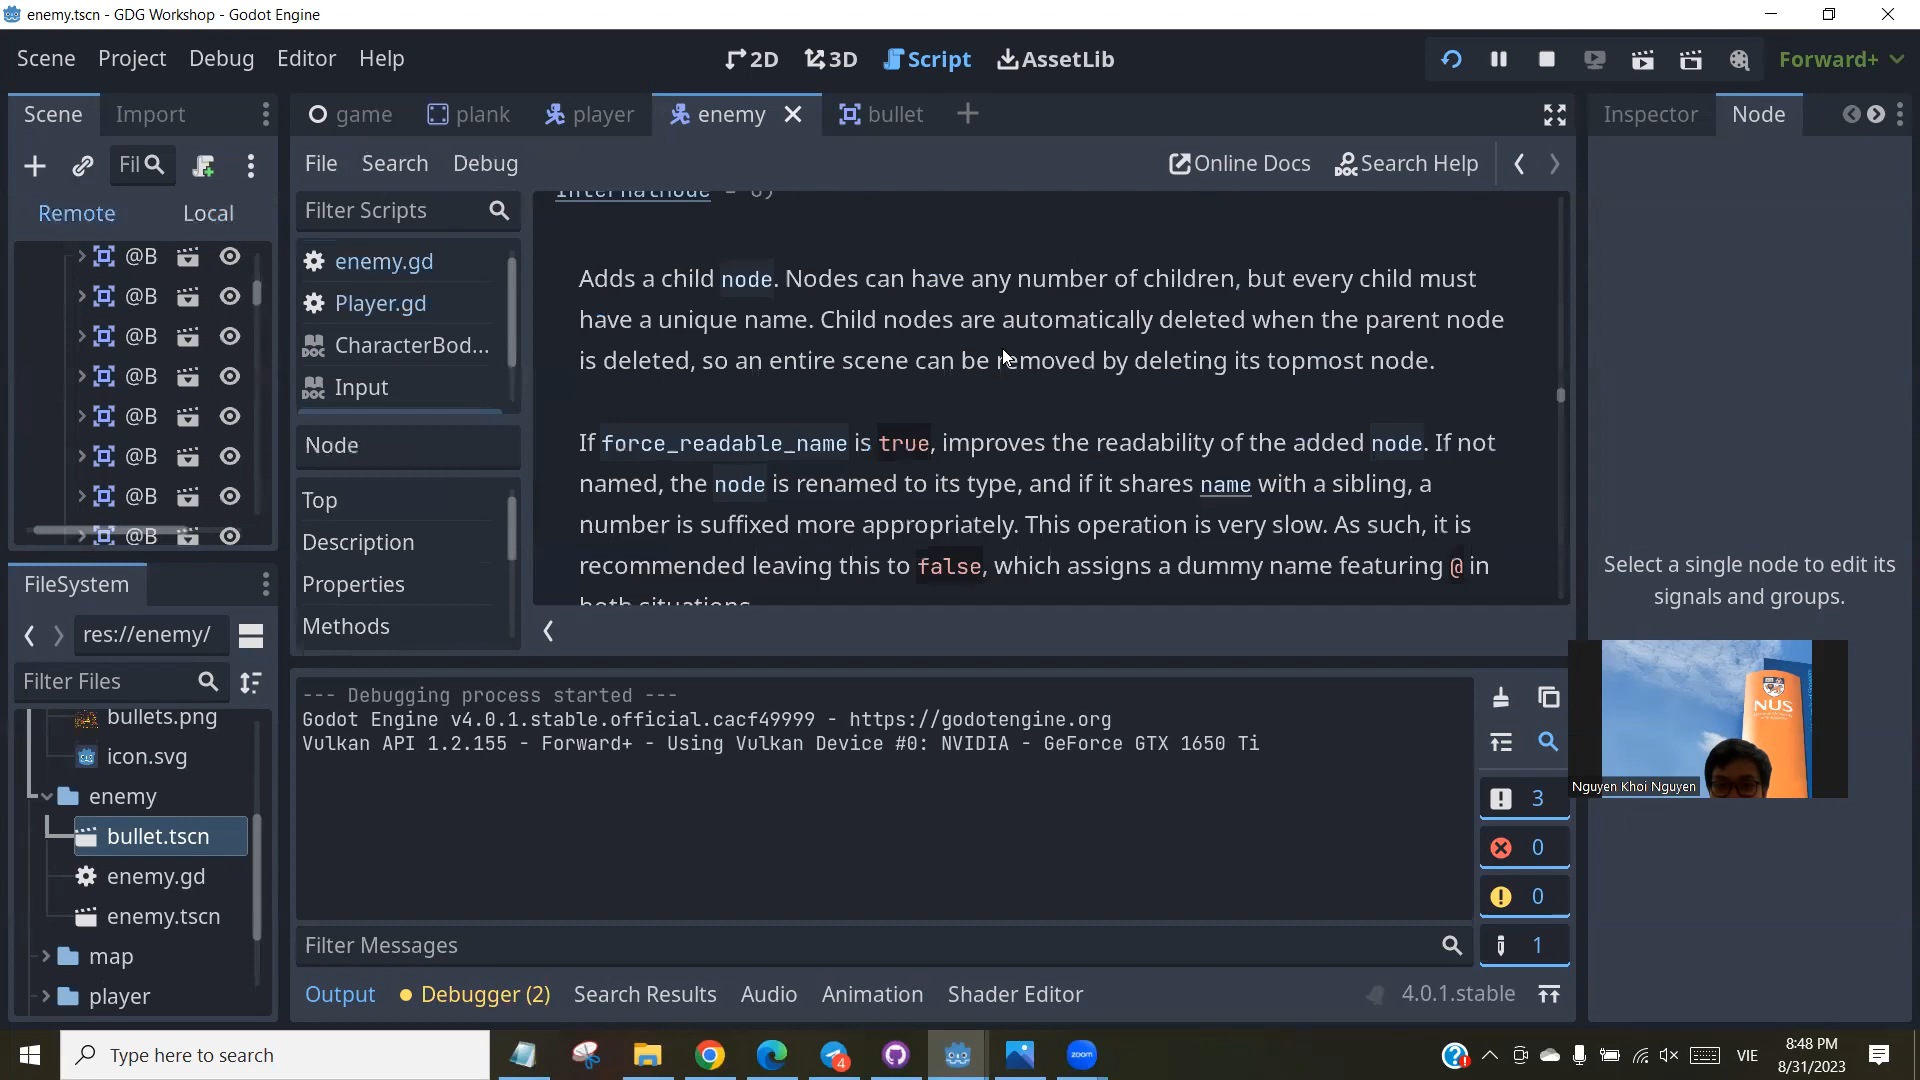 enemy.tscn - GDG Workshop - Godot Engine
Scene Project Debug Editor Help
2D 3D Script AssetLib
Forward+
Scene Import
game plank player enemy bullet
Inspector Node
Fil
File Search Debug
Online Docs Search Help
Remote Local
Filter Scripts
enemy.gd
Player.gd
CharacterBod...
Input
Node
Top
Description
Properties
Methods
@B
@B
@B
@B
@B
@B
@B
@B
InternalMode = 0)
Adds a child node. Nodes can have any number of children, but every child must
have a unique name. Child nodes are automatically deleted when the parent node
is deleted, so an entire scene can be removed by deleting its topmost node.
If force_readable_name is true, improves the readability of the added node. If not
named, the node is renamed to its type, and if it shares name with a sibling, a
number is suffixed more appropriately. This operation is very slow. As such, it is
recommended leaving this to false, which assigns a dummy name featuring @ in
both situations.
Select a single node to edit its
signals and groups.
FileSystem
res://enemy/
Filter Files
bullets.png
icon.svg
enemy
bullet.tscn
enemy.gd
enemy.tscn
map
player
--- Debugging process started ---
Godot Engine v4.0.1.stable.official.cacf49999 - https://godotengine.org
Vulkan API 1.2.155 - Forward+ - Using Vulkan Device #0: NVIDIA - GeForce GTX 1650 Ti
3
0
0
1
NUS
Nguyen Khoi Nguyen
Filter Messages
Output Debugger (2) Search Results Audio Animation Shader Editor
4.0.1.stable
Type here to search
4
zoom
VIE
8:48 PM
8/31/2023